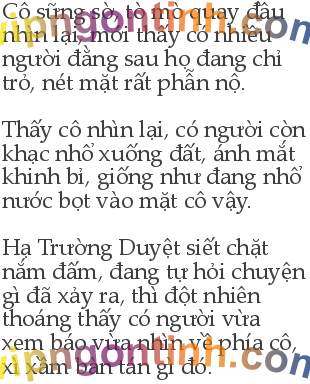 Cô sững sờ, tò mò quay đầu
nhìn lại, mới thấy có nhiều
người đằng sau họ đang chỉ
trỏ, nét mặt rất phẫn nộ.
Thấy cô nhìn lại, có người còn
khạc nhổ xuống đất, ánh mắt
khinh bỉ, giống như đang nhổ
nước bọt vào mặt cô vậy.
Hạ Trường Duyệt siết chặt
nắm đấm, đang tự hỏi chuyện
gì đã xảy ra, thì đột nhiên
thoáng thấy có người vừa
xem báo vừa nhìn về phía cô,
xì xầm bàn tán gì đó.
vipngontinh.com
vipngontinh.com